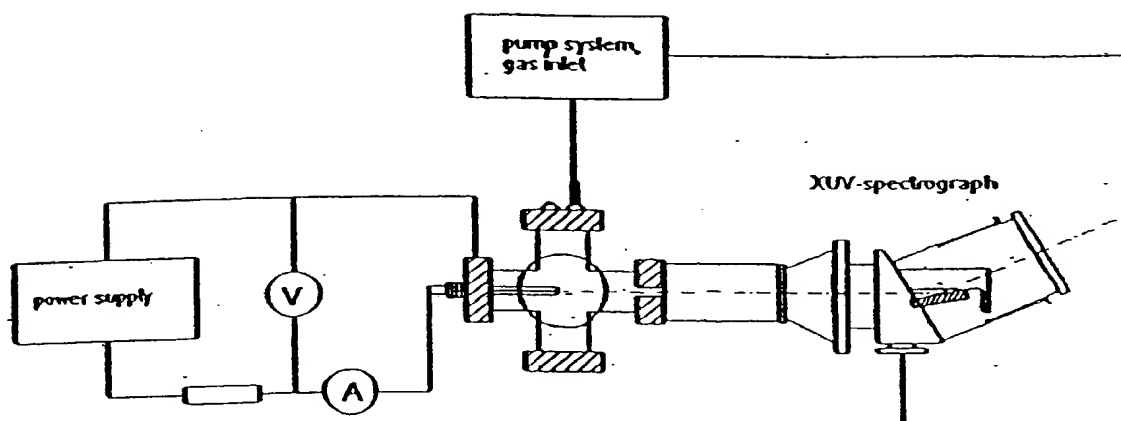 pump system,
gas inlet
XUV-spectrograph
power supply
V
A